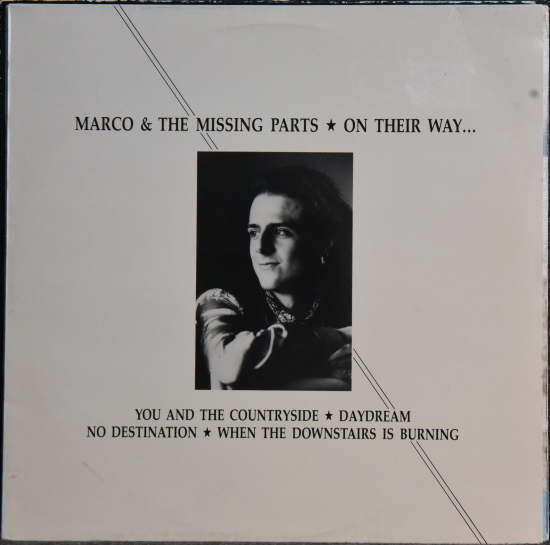 MARCO & THE MISSING PARTS ★ ON THEIR WAY...
YOU AND THE COUNTRYSIDE ★ DAYDREAM
NO DESTINATION ★ WHEN THE DOWNSTAIRS IS BURNING